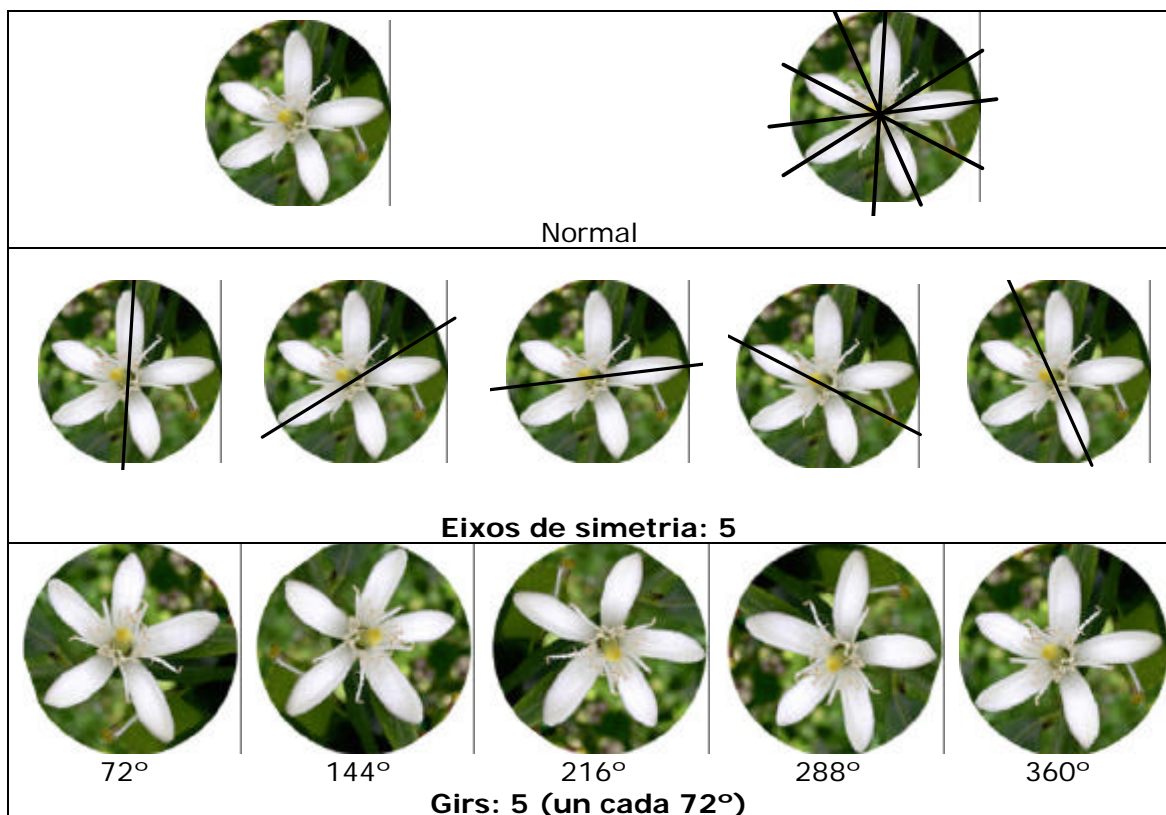 Normal
Eixos de simetria: 5
72º 144º 216º 288º 360º
Girs: 5 (un cada 72º)